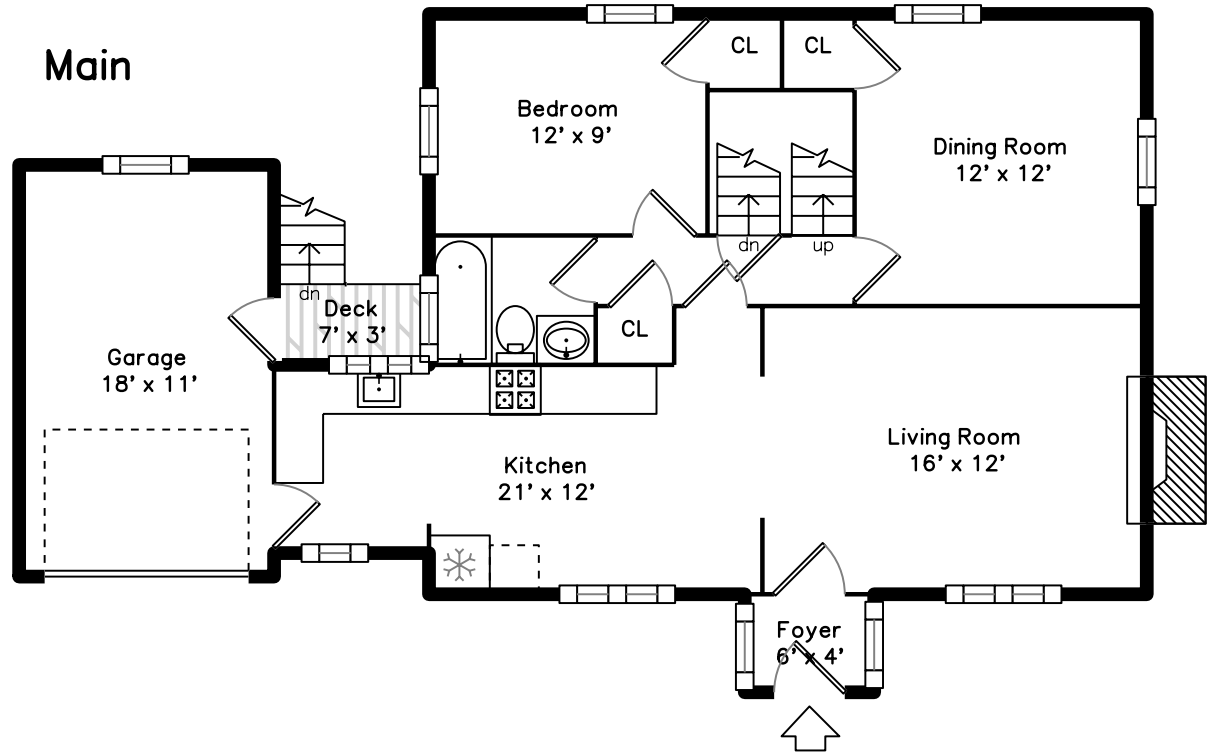 Main
CL
CL
Bedroom
12' x 9'
Dining Room
12' x 12'
dn
up
dn
Deck
7' x 3'
CL
Garage
18' x 11'
Living Room
16' x 12'
Kitchen
21' x 12'
Foyer
6' x 4'